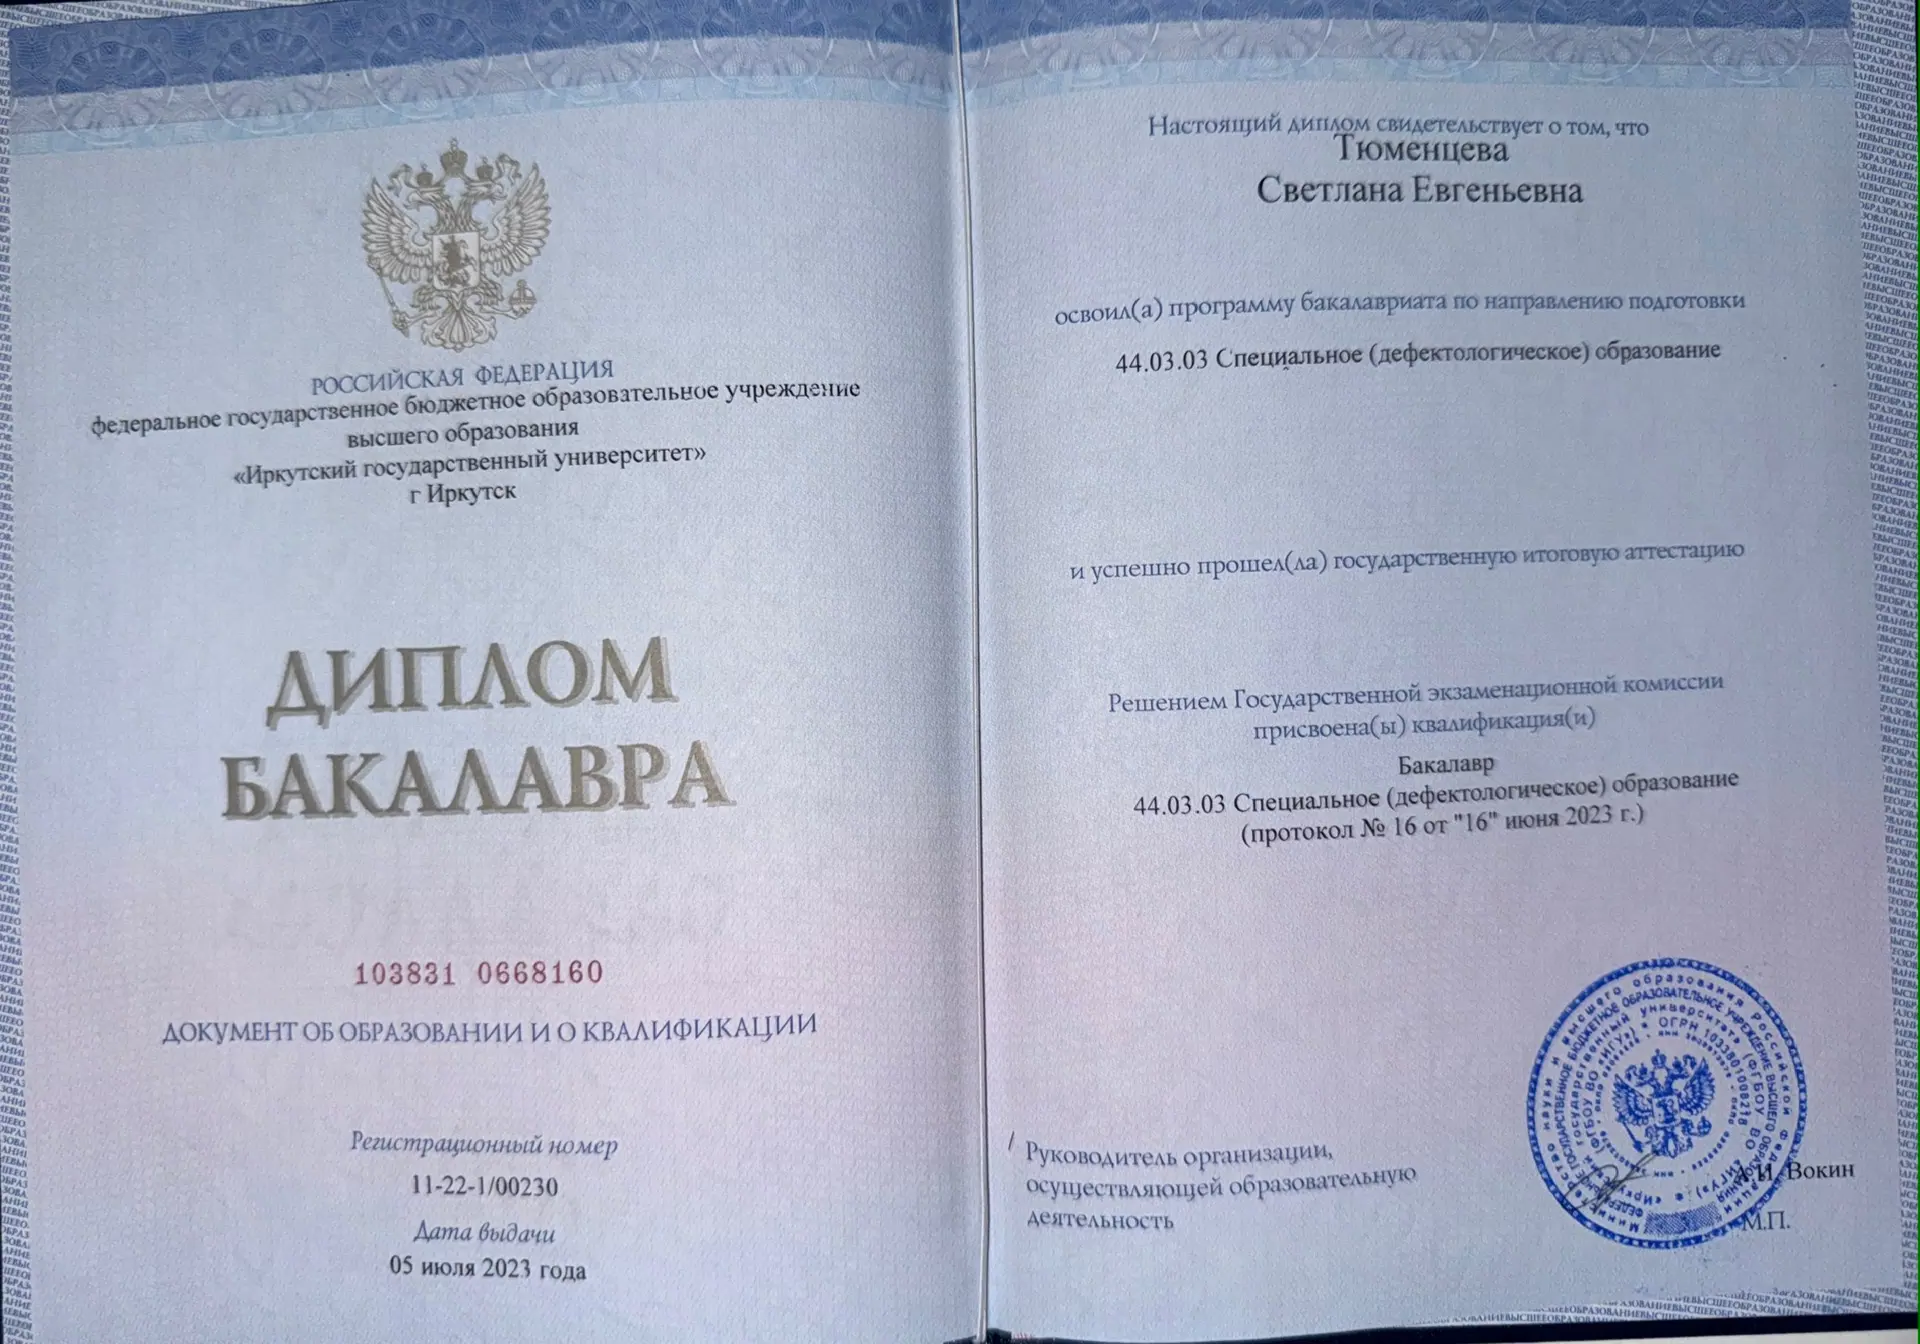 РОССИЙСКАЯ ФЕДЕРАЦИЯ
федеральное государственное бюджетное образовательное учреждение
высшего образования
«Иркутский государственный университет»
г Иркутск
ДИПЛОМ
БАКАЛАВРА
103831 0668160
ДОКУМЕНТ ОБ ОБРАЗОВАНИИ И О КВАЛИФИКАЦИИ
Регистрационный номер
11-22-1/00230
Дата выдачи
05 июля 2023 года
Настоящий диплом свидетельствует о том, что
Тюменцева
Светлана Евгеньевна
освоил(а) программу бакалавриата по направлению подготовки
44.03.03 Специальное (дефектологическое) образование
и успешно прошел(ла) государственную итоговую аттестацию
Решением Государственной экзаменационной комиссии
присвоена(ы) квалификация(и)
Бакалавр
44.03.03 Специальное (дефектологическое) образование
(протокол № 16 от "16" июня 2023 г.)
Руководитель организации,
осуществляющей образовательную
деятельность
А.И. Вокин
М.П.